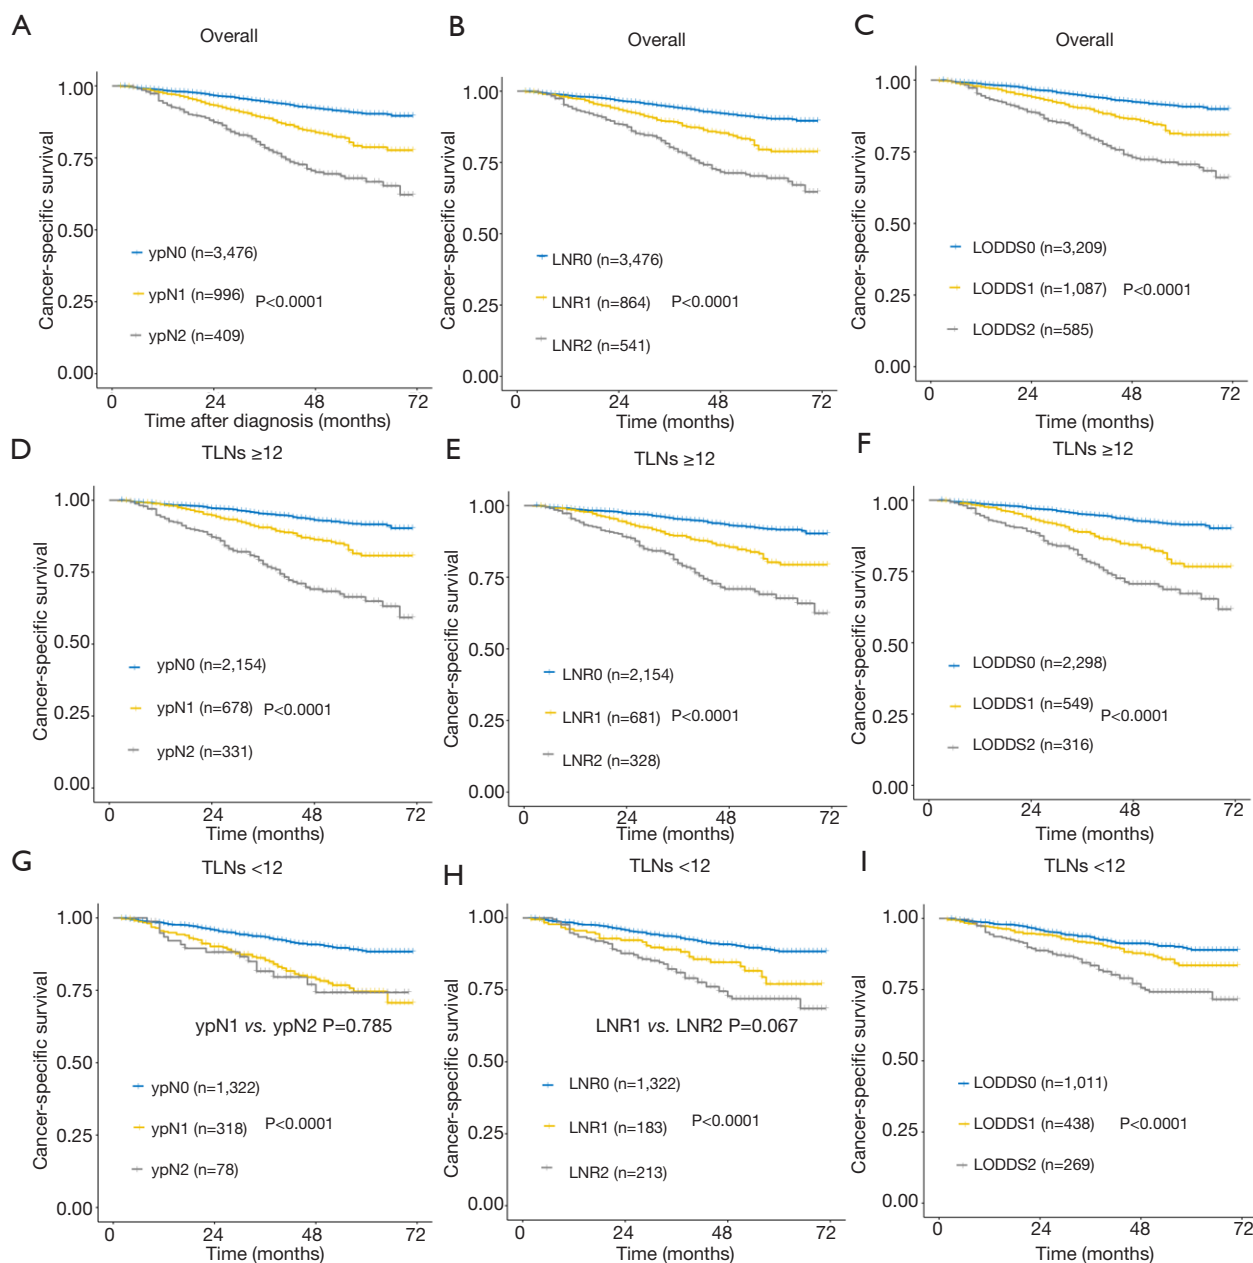 A
Overall
Cancer-specific survival
1.00
0.75
0.50
0.25
0.00
ypN0 (n=3,476)
ypN1 (n=996) P<0.0001
ypN2 (n=409)
0 24 48 72
Time after diagnosis (months)
B
Overall
Cancer-specific survival
1.00
0.75
0.50
0.25
0.00
LNR0 (n=3,476)
LNR1 (n=864) P<0.0001
LNR2 (n=541)
0 24 48 72
Time (months)
C
Overall
Cancer-specific survival
1.00
0.75
0.50
0.25
0.00
LODDS0 (n=3,209)
LODDS1 (n=1,087) P<0.0001
LODDS2 (n=585)
0 24 48 72
Time (months)
D
TLNs ≥12
Cancer-specific survival
1.00
0.75
0.50
0.25
0.00
ypN0 (n=2,154)
ypN1 (n=678) P<0.0001
ypN2 (n=331)
0 24 48 72
Time (months)
E
TLNs ≥12
Cancer-specific survival
1.00
0.75
0.50
0.25
0.00
LNR0 (n=2,154)
LNR1 (n=681) P<0.0001
LNR2 (n=328)
0 24 48 72
Time (months)
F
TLNs ≥12
Cancer-specific survival
1.00
0.75
0.50
0.25
0.00
LODDS0 (n=2,298)
LODDS1 (n=549)
P<0.0001
LODDS2 (n=316)
0 24 48 72
Time (months)
G
TLNs <12
Cancer-specific survival
1.00
0.75
0.50
0.25
0.00
ypN1 vs. ypN2 P=0.785
ypN0 (n=1,322)
ypN1 (n=318) P<0.0001
ypN2 (n=78)
0 24 48 72
Time (months)
H
TLNs <12
Cancer-specific survival
1.00
0.75
0.50
0.25
0.00
LNR1 vs. LNR2 P=0.067
LNR0 (n=1,322)
LNR1 (n=183) P<0.0001
LNR2 (n=213)
0 24 48 72
Time (months)
I
TLNs <12
Cancer-specific survival
1.00
0.75
0.50
0.25
0.00
LODDS0 (n=1,011)
LODDS1 (n=438) P<0.0001
LODDS2 (n=269)
0 24 48 72
Time (months)